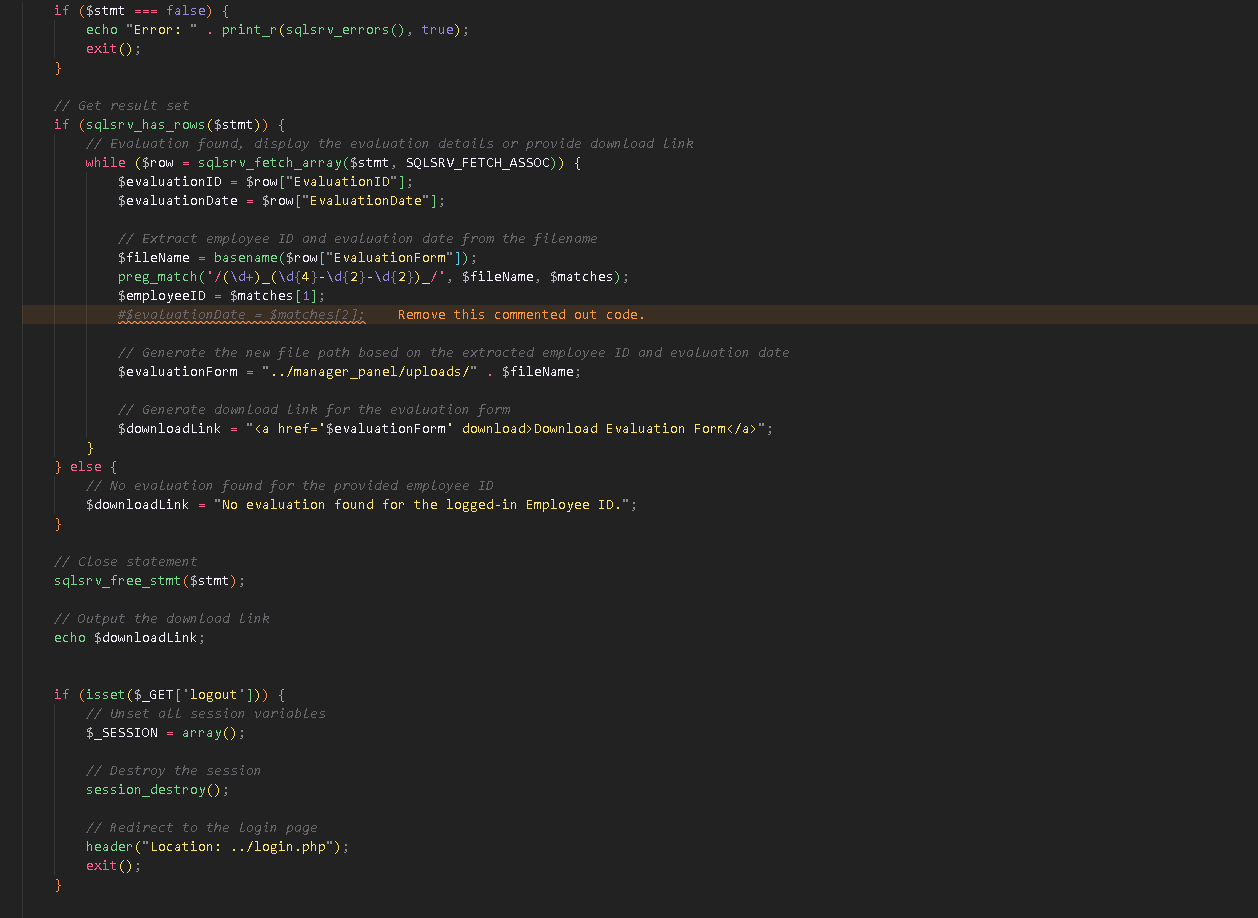 if ($stmt === false) {
echo "Error: " . print_r(sqlsrv_errors(), true);
exit();
}
// Get result set
if (sqlsrv_has_rows($stmt)) {
// Evaluation found, display the evaluation details or provide download link
while ($row = sqlsrv_fetch_array($stmt, SQLSRV_FETCH_ASSOC)) {
$evaluationID = $row["EvaluationID"];
$evaluationDate = $row["EvaluationDate"];
// Extract employee ID and evaluation date from the filename
$fileName = basename($row["EvaluationForm"]);
preg_match('/(\d+)_(\d{4}-\d{2}-\d{2})_/', $fileName, $matches);
$employeeID = $matches[1];
#$evaluationDate = $matches[2]; Remove this commented out code.
// Generate the new file path based on the extracted employee ID and evaluation date
$evaluationForm = "../manager_panel/uploads/" . $fileName;
// Generate download link for the evaluation form
$downloadLink = "<a href='$evaluationForm' download>Download Evaluation Form</a>";
}
} else {
// No evaluation found for the provided employee ID
$downloadLink = "No evaluation found for the logged-in Employee ID.";
}
// Close statement
sqlsrv_free_stmt($stmt);
// Output the download link
echo $downloadLink;
if (isset($_GET['logout'])) {
// Unset all session variables
$_SESSION = array();
// Destroy the session
session_destroy();
// Redirect to the login page
header("Location: ../login.php");
exit();
}